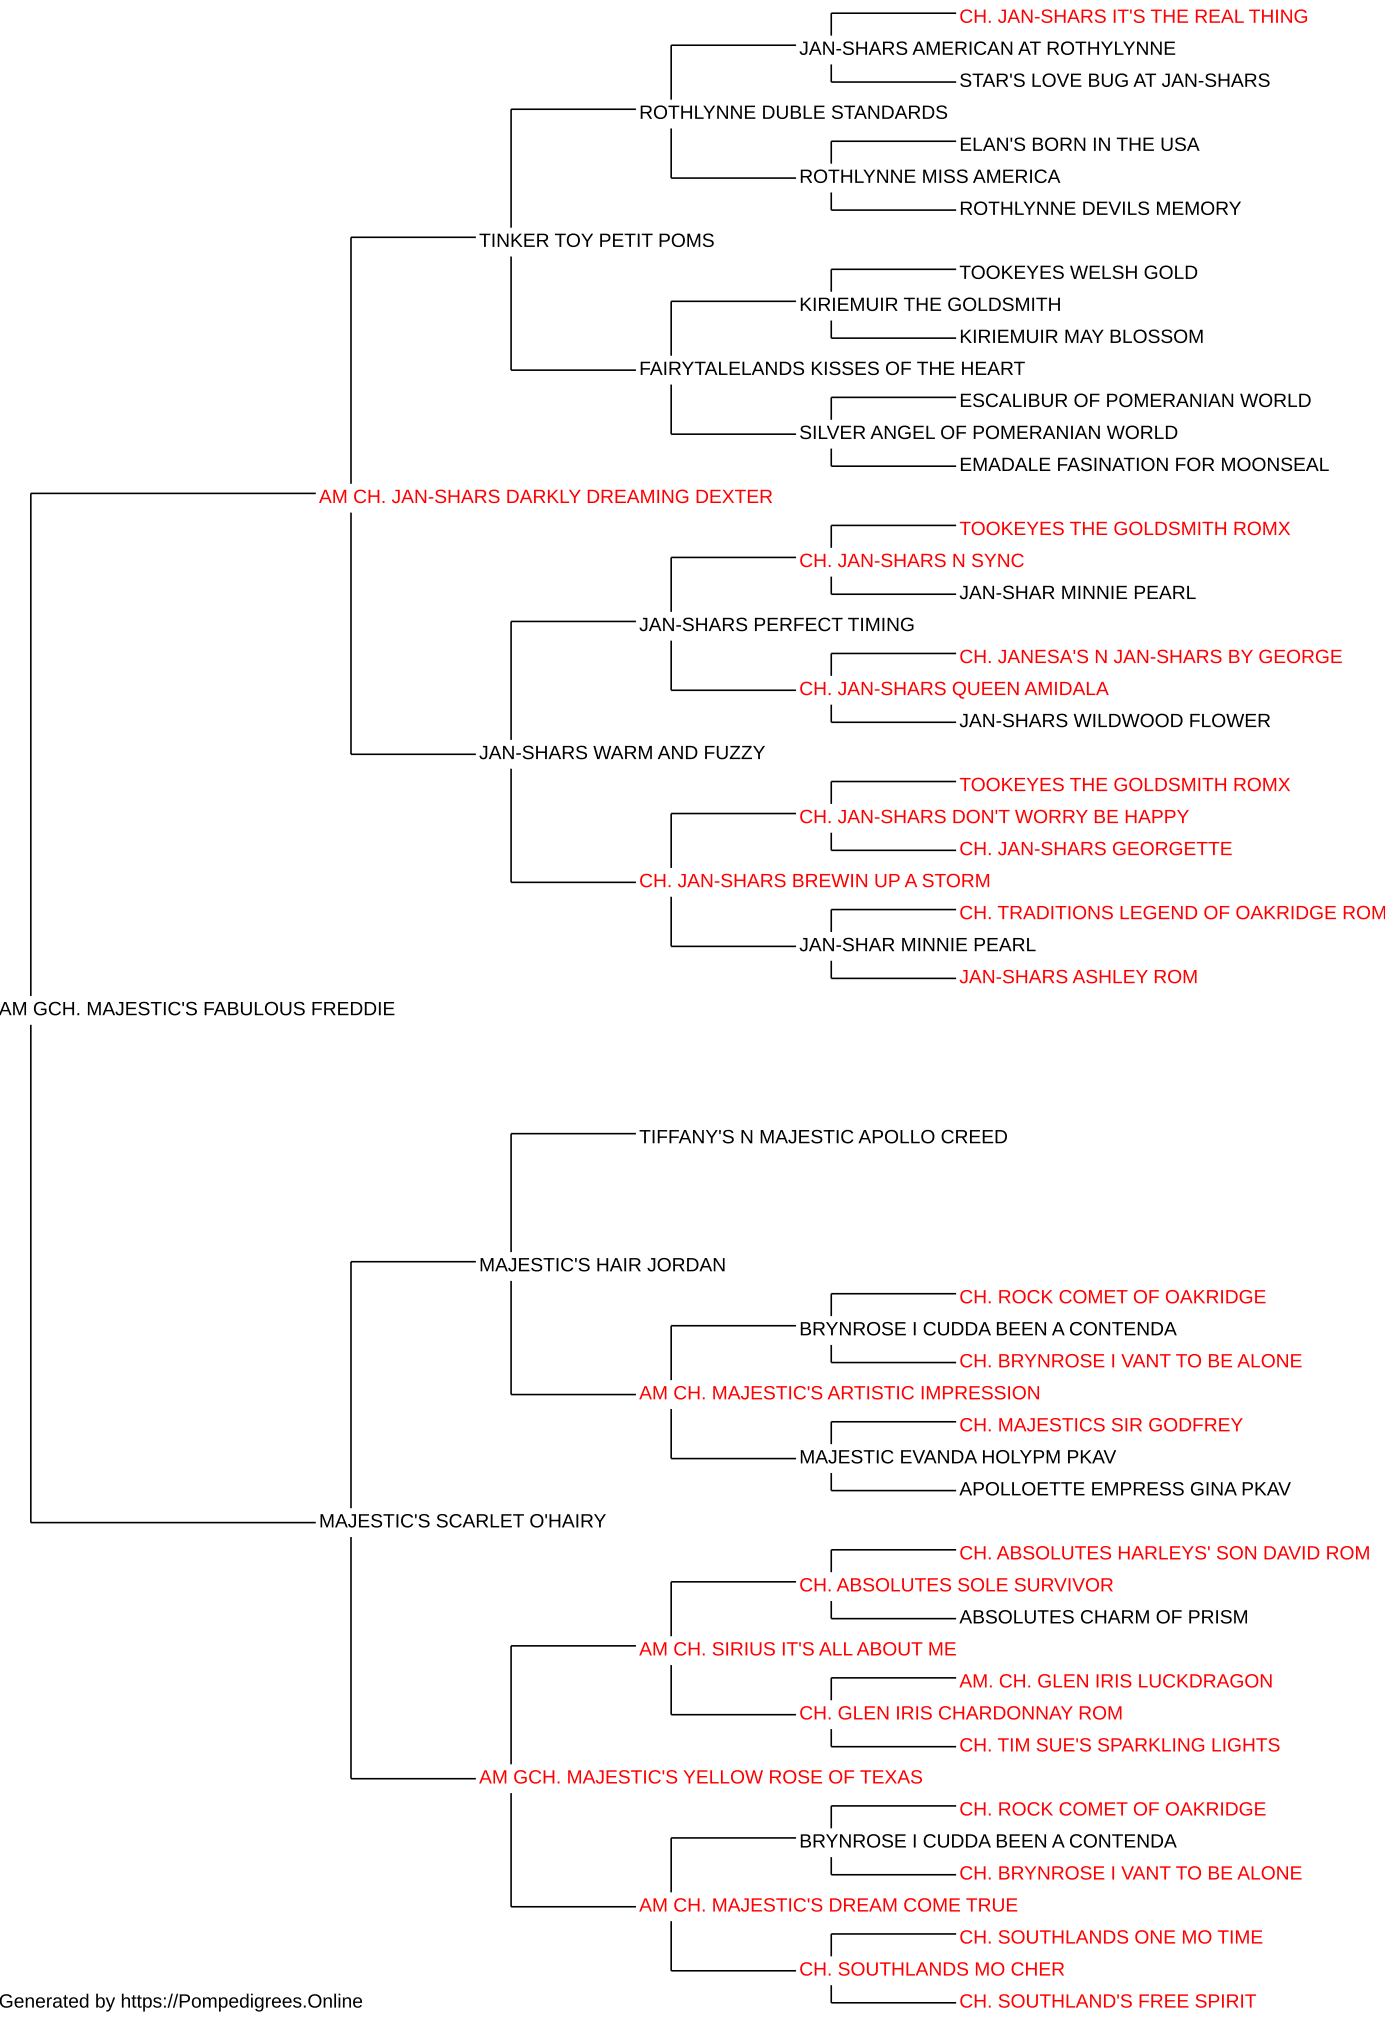 CH. JAN-SHARS IT'S THE REAL THING
JAN-SHARS AMERICAN AT ROTHYLYNNE
STAR'S LOVE BUG AT JAN-SHARS
ROTHLYNNE DUBLE STANDARDS
ELAN'S BORN IN THE USA
ROTHLYNNE MISS AMERICA
ROTHLYNNE DEVILS MEMORY
TINKER TOY PETIT POMS
TOOKEYES WELSH GOLD
KIRIEMUIR THE GOLDSMITH
KIRIEMUIR MAY BLOSSOM
FAIRYTALELANDS KISSES OF THE HEART
ESCALIBUR OF POMERANIAN WORLD
SILVER ANGEL OF POMERANIAN WORLD
EMADALE FASINATION FOR MOONSEAL
AM CH. JAN-SHARS DARKLY DREAMING DEXTER
TOOKEYES THE GOLDSMITH ROMX
CH. JAN-SHARS N SYNC
JAN-SHAR MINNIE PEARL
JAN-SHARS PERFECT TIMING
CH. JANESA'S N JAN-SHARS BY GEORGE
CH. JAN-SHARS QUEEN AMIDALA
JAN-SHARS WILDWOOD FLOWER
JAN-SHARS WARM AND FUZZY
TOOKEYES THE GOLDSMITH ROMX
CH. JAN-SHARS DON'T WORRY BE HAPPY
CH. JAN-SHARS GEORGETTE
CH. JAN-SHARS BREWIN UP A STORM
CH. TRADITIONS LEGEND OF OAKRIDGE ROM
JAN-SHAR MINNIE PEARL
JAN-SHARS ASHLEY ROM
AM GCH. MAJESTIC'S FABULOUS FREDDIE
TIFFANY'S N MAJESTIC APOLLO CREED
MAJESTIC'S HAIR JORDAN
CH. ROCK COMET OF OAKRIDGE
BRYNROSE I CUDDA BEEN A CONTENDA
CH. BRYNROSE I VANT TO BE ALONE
AM CH. MAJESTIC'S ARTISTIC IMPRESSION
CH. MAJESTICS SIR GODFREY
MAJESTIC EVANDA HOLYPM PKAV
APOLLOETTE EMPRESS GINA PKAV
MAJESTIC'S SCARLET O'HAIRY
CH. ABSOLUTES HARLEYS' SON DAVID ROM
CH. ABSOLUTES SOLE SURVIVOR
ABSOLUTES CHARM OF PRISM
AM CH. SIRIUS IT'S ALL ABOUT ME
AM. CH. GLEN IRIS LUCKDRAGON
CH. GLEN IRIS CHARDONNAY ROM
CH. TIM SUE'S SPARKLING LIGHTS
AM GCH. MAJESTIC'S YELLOW ROSE OF TEXAS
CH. ROCK COMET OF OAKRIDGE
BRYNROSE I CUDDA BEEN A CONTENDA
CH. BRYNROSE I VANT TO BE ALONE
AM CH. MAJESTIC'S DREAM COME TRUE
CH. SOUTHLANDS ONE MO TIME
CH. SOUTHLANDS MO CHER
CH. SOUTHLAND'S FREE SPIRIT
Generated by https://Pompedigrees.Online